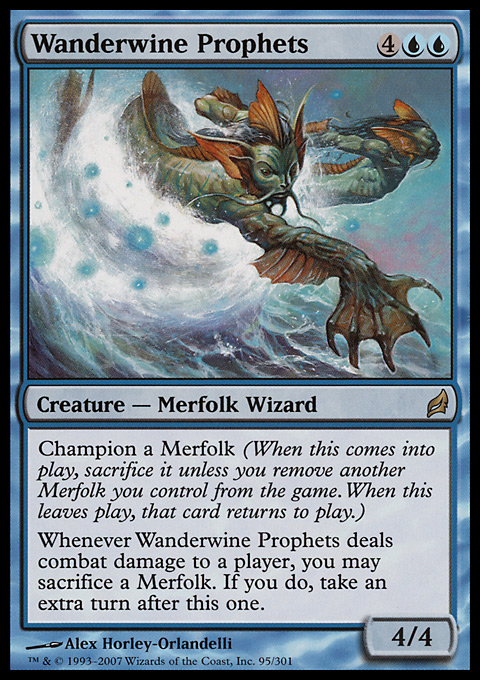 Wanderwine Prophets 4
Creature — Merfolk Wizard
Champion a Merfolk (When this comes into
play, sacrifice it unless you remove another
Merfolk you control from the game. When this
leaves play, that card returns to play.)
Whenever Wanderwine Prophets deals
combat damage to a player, you may
sacrifice a Merfolk. If you do, take an
extra turn after this one.
4/4
Alex Horley-Orlandelli
™ & © 1993–2007 Wizards of the Coast, Inc. 95/301